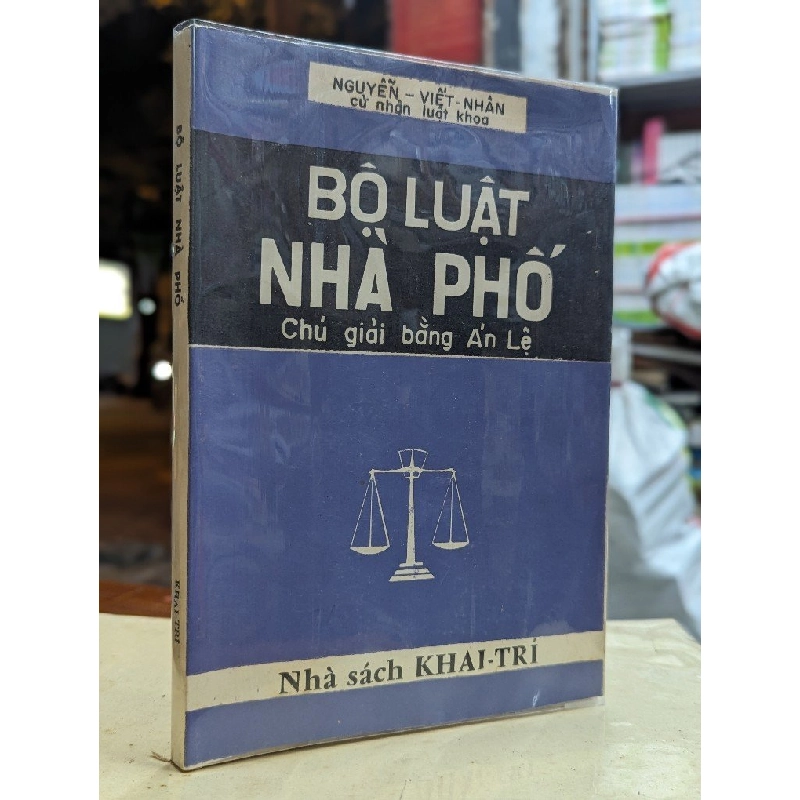 NGUYỄN - VIẾT-NHÂN
cử nhân luật khoa
BỘ LUẬT
NHÀ PHỐ
Chú giải bằng Án Lệ
Nhà sách KHAI-TRÍ
BỘ LUẬT NHÀ PHỐ
KHAI-TRÍ